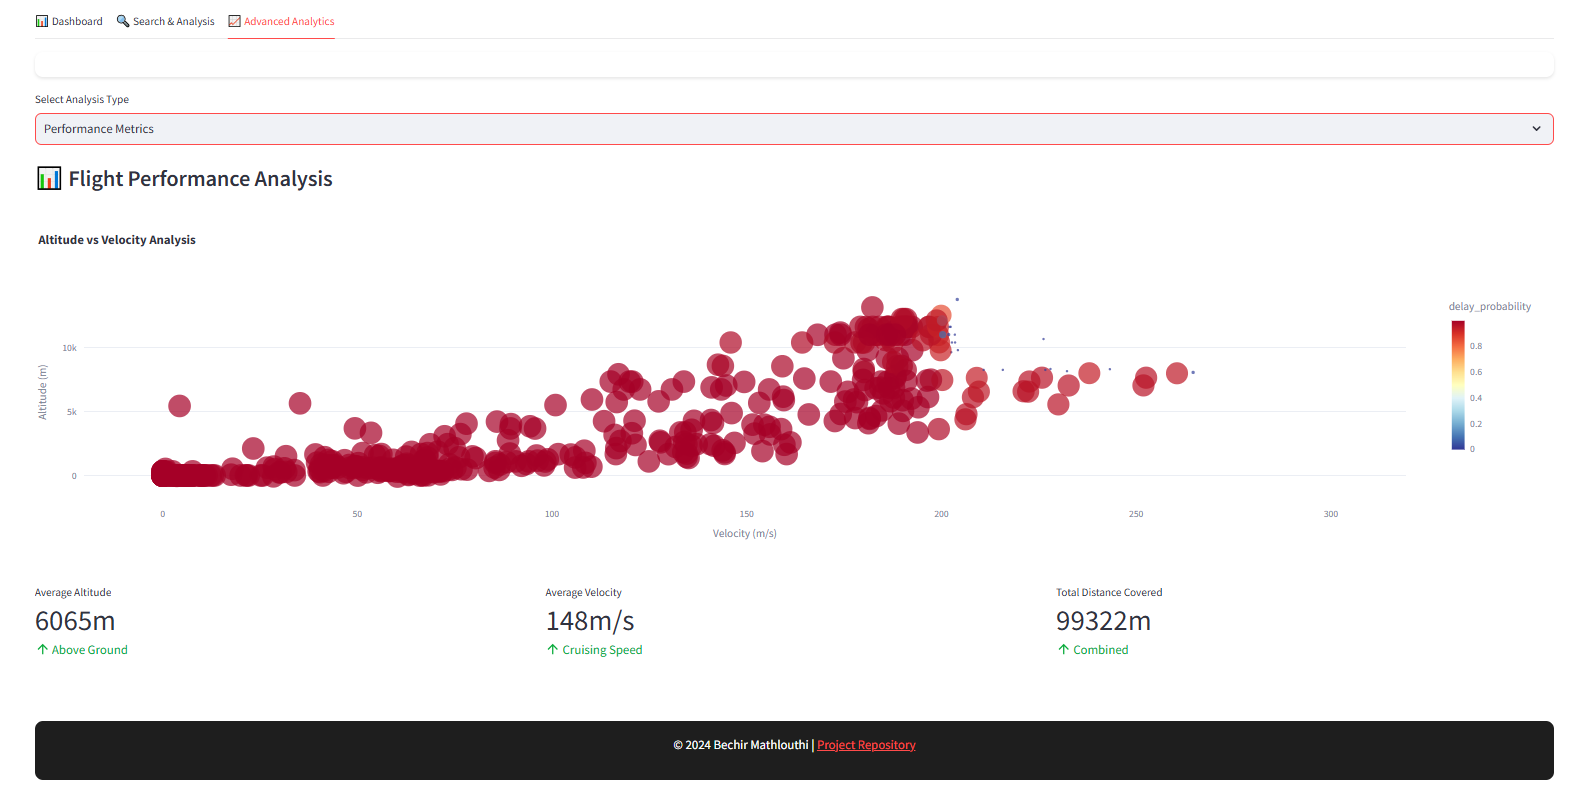 Dashboard Search & Analysis Advanced Analytics
Select Analysis Type
Performance Metrics
Flight Performance Analysis
Altitude vs Velocity Analysis
delay_probability
0.8
0.6
0.4
0.2
0
Altitude (m)
10k
5k
0
0 50 100 150 200 250 300
Velocity (m/s)
Average Altitude
6065m
↑ Above Ground
Average Velocity
148m/s
↑ Cruising Speed
Total Distance Covered
99322m
↑ Combined
© 2024 Bechir Mathlouthi | Project Repository